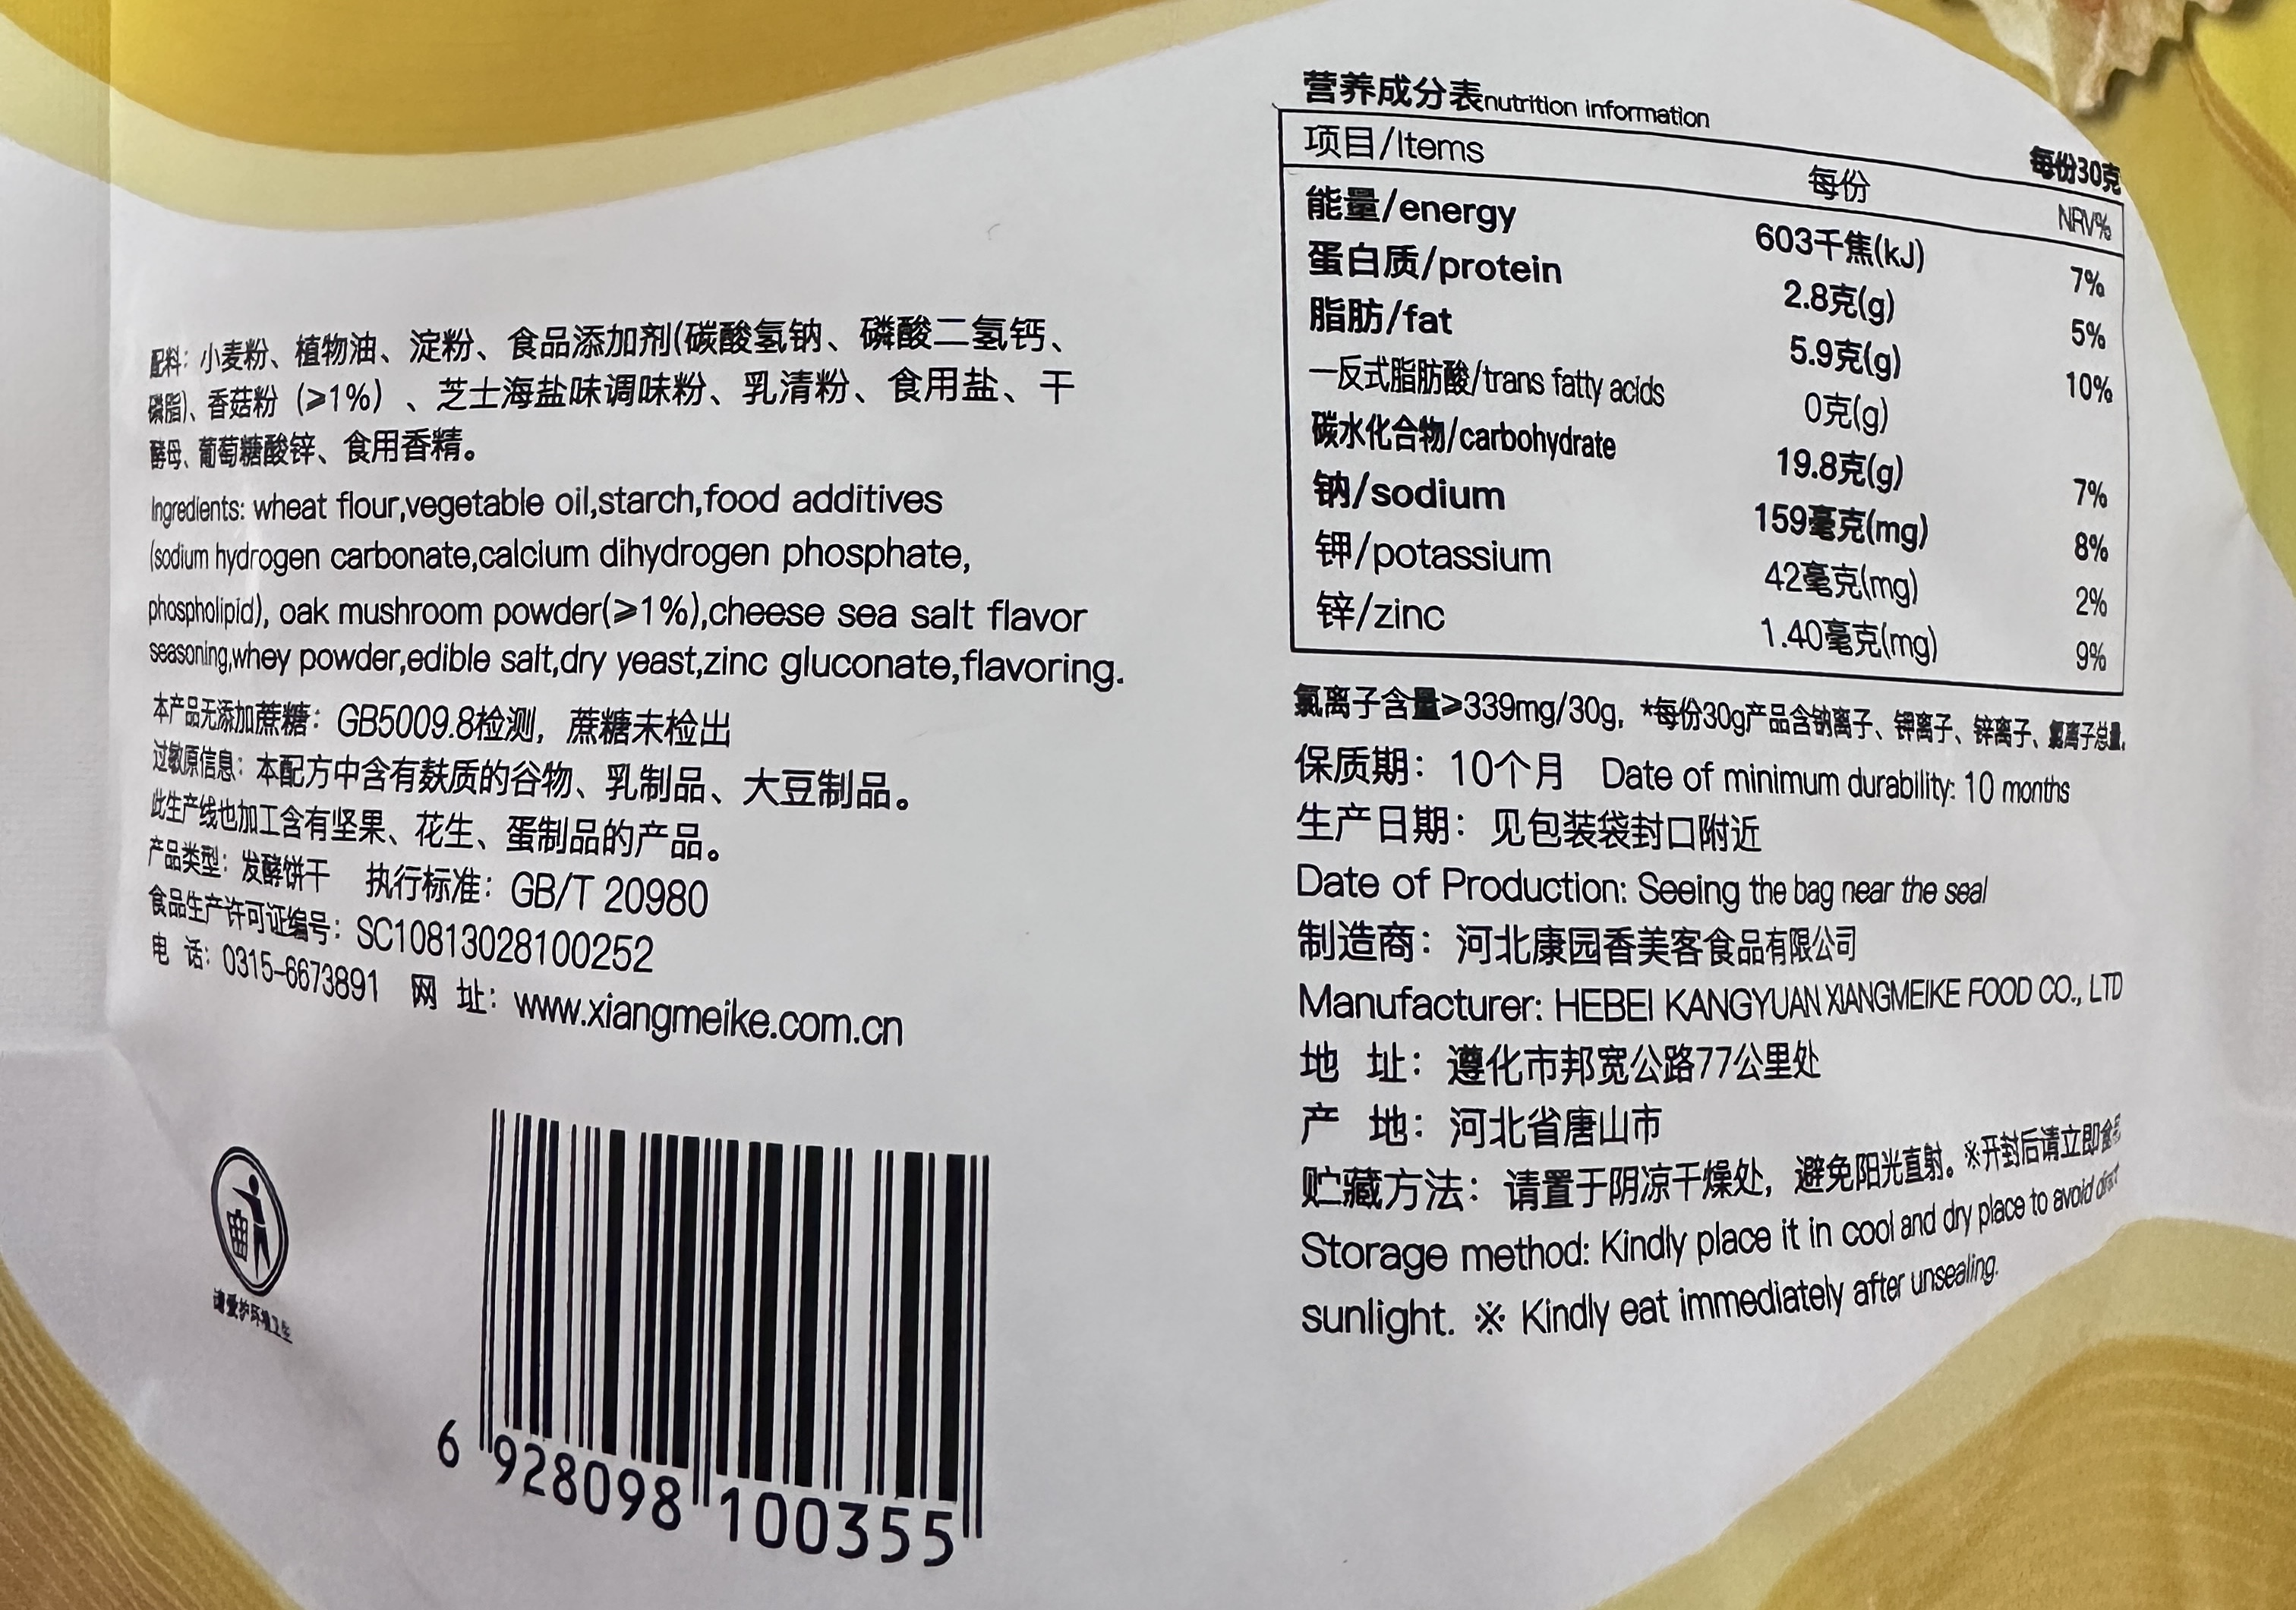 配料：小麦粉、植物油、淀粉、食品添加剂(碳酸氢钠、磷酸二氢钙、
磷脂)、香菇粉（⩾1%）、芝士海盐味调味粉、乳清粉、食用盐、干
酵母、葡萄糖酸锌、食用香精。
Ingredients: wheat flour,vegetable oil,starch,food additives
(sodium hydrogen carbonate,calcium dihydrogen phosphate,
phospholipid), oak mushroom powder(⩾1%),cheese sea salt flavor
seasoning,whey powder,edible salt,dry yeast,zinc gluconate,flavoring.
本产品无添加蔗糖：GB5009.8检测，蔗糖未检出
过敏原信息：本配方中含有麸质的谷物、乳制品、大豆制品。
此生产线也加工含有坚果、花生、蛋制品的产品。
产品类型：发酵饼干 执行标准：GB/T 20980
食品生产许可证编号：SC10813028100252
电 话：0315-6673891 网 址：www.xiangmeike.com.cn
请爱护环境卫生
6 928098 100355
营养成分表nutrition information
每份30克
项目/Items 每份 NRV%
能量/energy 603千焦(kJ) 7%
蛋白质/protein 2.8克(g) 5%
脂肪/fat 5.9克(g) 10%
一反式脂肪酸/trans fatty acids 0克(g)
碳水化合物/carbohydrate 19.8克(g) 7%
钠/sodium 159毫克(mg) 8%
钾/potassium 42毫克(mg) 2%
锌/zinc 1.40毫克(mg) 9%
氯离子含量⩾339mg/30g，*每份30g产品含钠离子、钾离子、锌离子、氯离子总量.
保质期：10个月 Date of minimum durability: 10 months
生产日期：见包装袋封口附近
Date of Production: Seeing the bag near the seal
制造商：河北康园香美客食品有限公司
Manufacturer: HEBEI KANGYUAN XIANGMEIKE FOOD CO., LTD
地 址：遵化市邦宽公路77公里处
产 地：河北省唐山市
贮藏方法：请置于阴凉干燥处，避免阳光直射。※开封后请立即食
Storage method: Kindly place it in cool and dry place to avoid direct
sunlight. ※ Kindly eat immediately after unsealing.